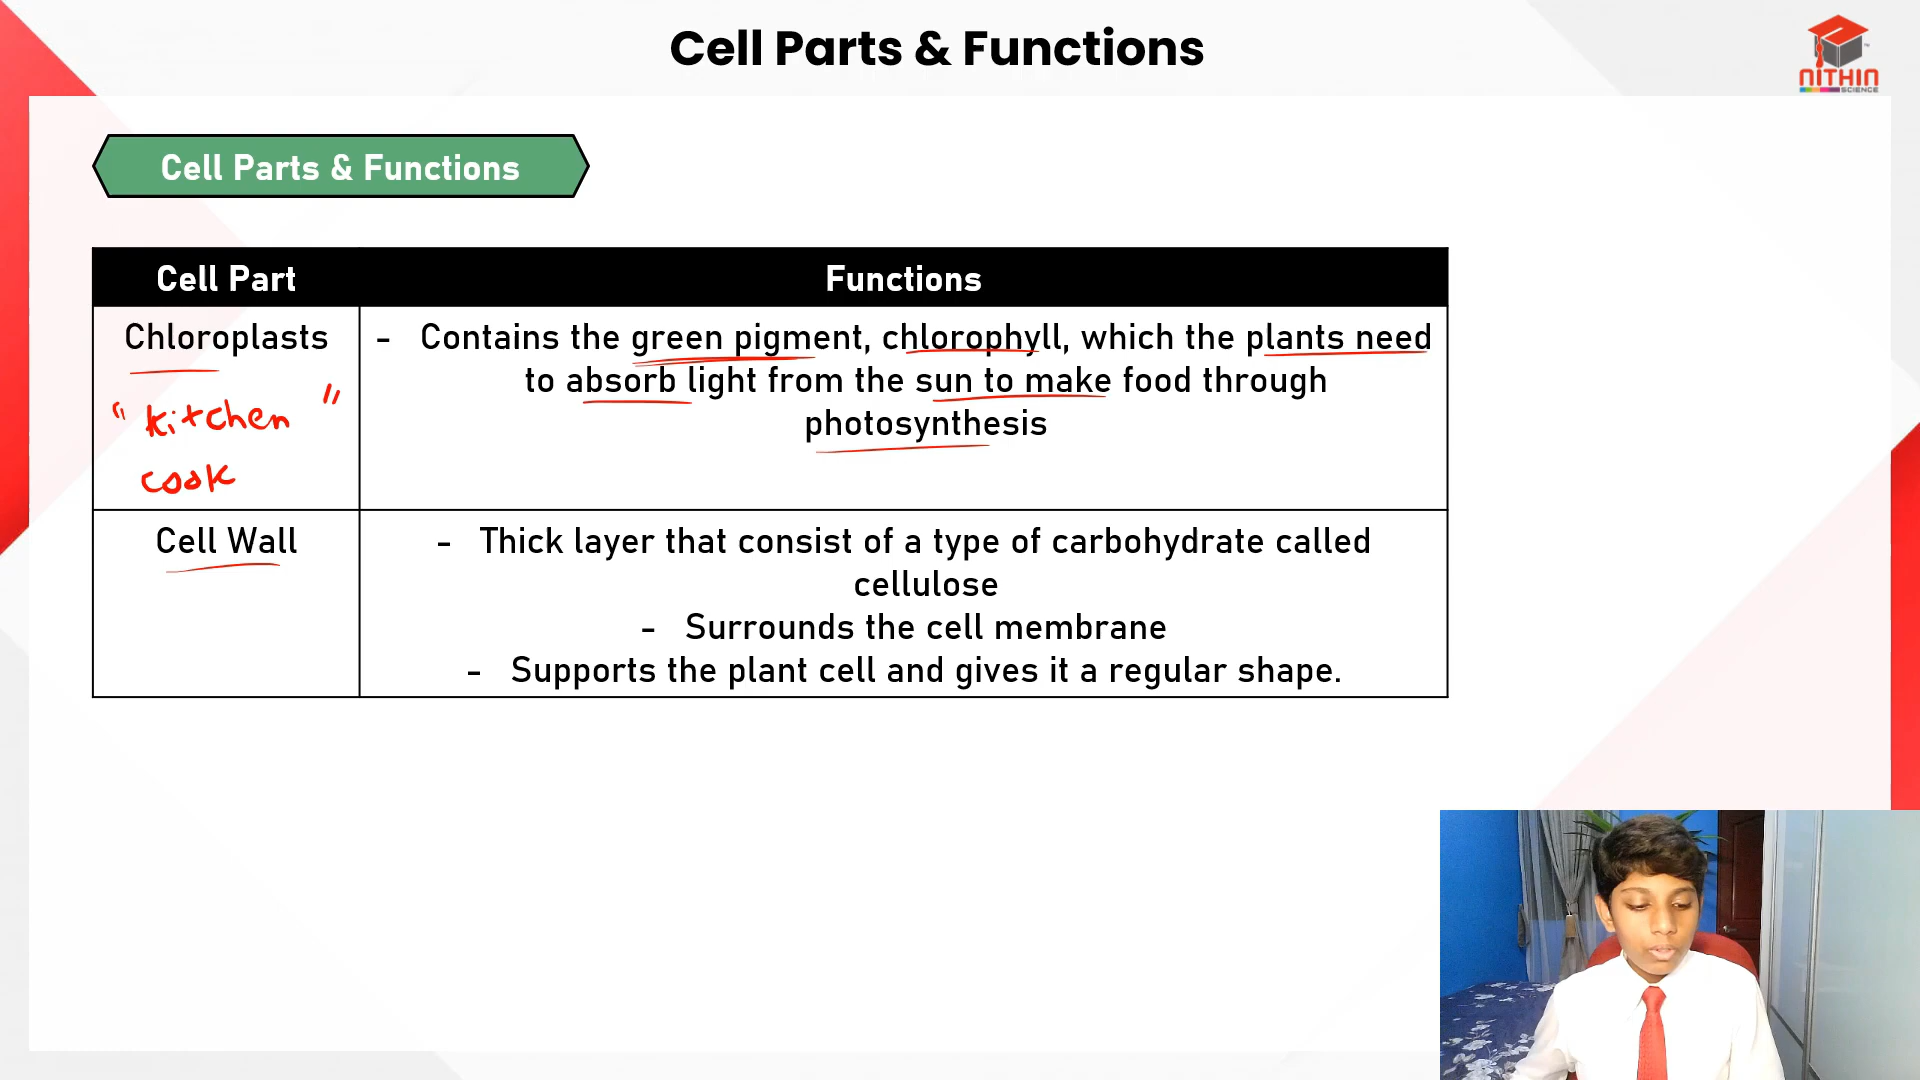 Cell Parts & Functions
NITHIN
SCIENCE
Cell Parts & Functions
Cell Part
Functions
Chloroplasts
"kitchen"
cook
- Contains the green pigment, chlorophyll, which the plants need
to absorb light from the sun to make food through
photosynthesis
Cell Wall
- Thick layer that consist of a type of carbohydrate called
cellulose
- Surrounds the cell membrane
- Supports the plant cell and gives it a regular shape.